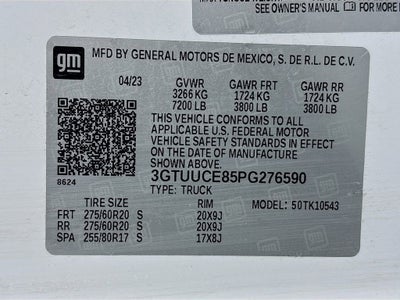 SEE OWNER'S MANUAL FOR MORE
gm
MFD BY GENERAL MOTORS DE MEXICO, S. DE R.L. DE C.V.
04/23 GVWR GAWR FRT GAWR RR
3266 KG 1724 KG 1724 KG
7200 LB 3800 LB 3800 LB
THIS VEHICLE CONFORMS TO ALL
APPLICABLE U.S. FEDERAL MOTOR
VEHICLE SAFETY STANDARDS IN EFFECT
ON THE DATE OF MANUFACTURE
SHOWN ABOVE.
8624
3GTUUCE85PG276590
TYPE: TRUCK MODEL: 50TK10543
TIRE SIZE RIM
FRT 275/60R20 S 20X9J
RR 275/60R20 S 20X9J
SPA 255/80R17 S 17X8J